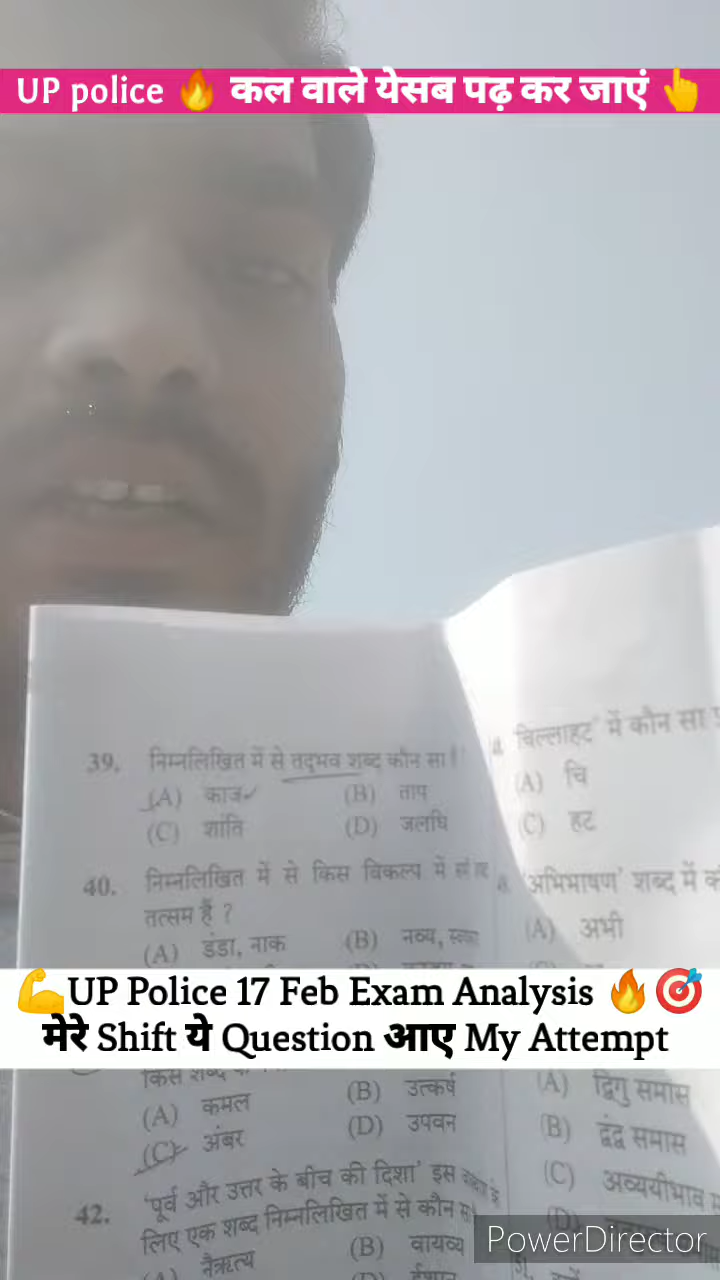 UP police 🔥 कल वाले येसब पढ़ कर जाएं 👆
39. निम्नलिखित में से तद्भव शब्द कौन सा
(A) काज (B) ताप
(C) शांति (D) जलधि
40. निम्नलिखित में से किस विकल्प में
तत्सम हैं ?
(A) डंडा, नाक (B) नव्य,
💪UP Police 17 Feb Exam Analysis 🔥🎯
मेरे Shift ये Question आए My Attempt
किस
(A) कमल (B) उत्कर्ष
(C) अंबर (D) उपवन
42. 'पूर्व और उत्तर के बीच की दिशा' इस
लिए एक शब्द निम्नलिखित में से कौन
(A) नैऋत्य (B) वायव्य
चिल्लाहट' में कौन सा
(A) चि
(C) हट
'अभिभाषण' शब्द में
(A) अभी
(A) द्विगु समास
(B) द्वंद्व समास
(C) अव्ययीभाव
(D)
PowerDirector